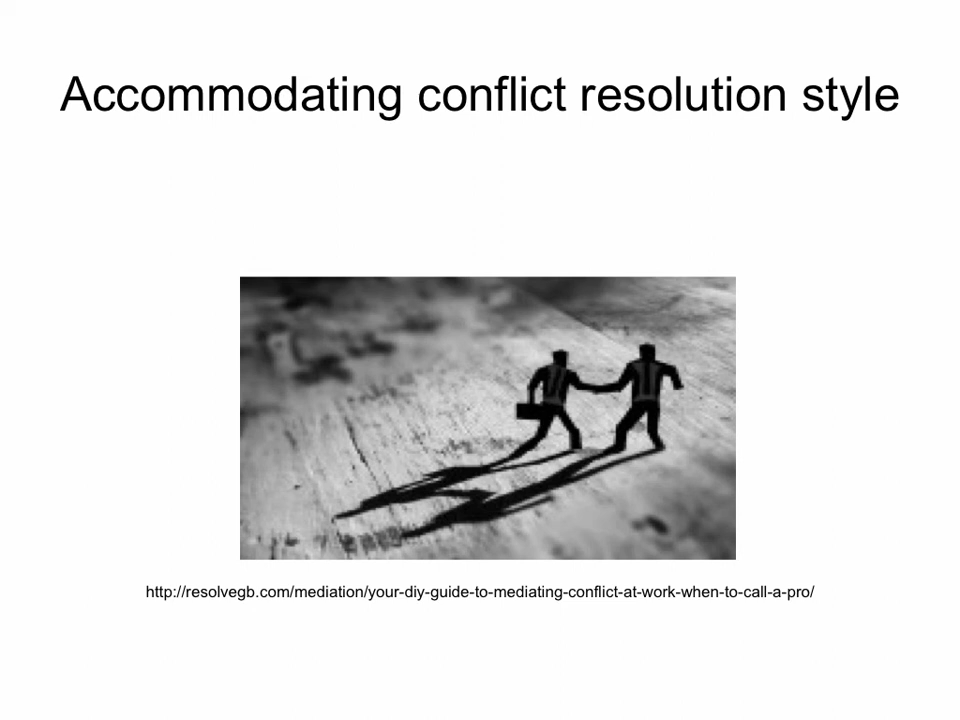 Accommodating conflict resolution style
http://resolvegb.com/mediation/your-diy-guide-to-mediating-conflict-at-work-when-to-call-a-pro/